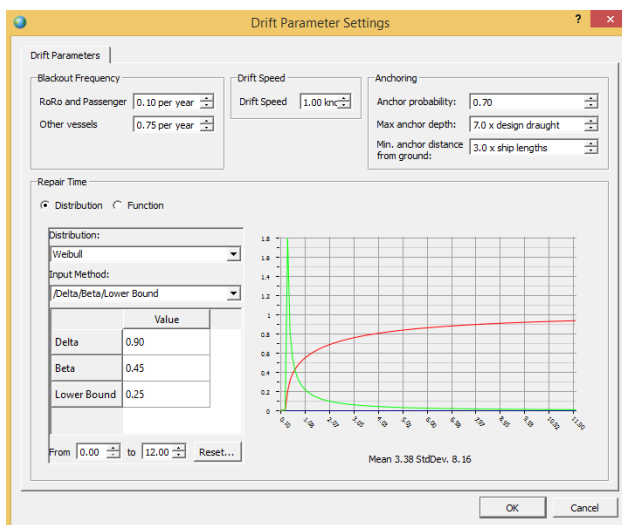 Drift Parameter Settings
?
×
Drift Parameters
Blackout Frequency
RoRo and Passenger 0.10 per year
Other vessels 0.75 per year
Drift Speed
Drift Speed 1.00 knc
Anchoring
Anchor probability: 0.70
Max anchor depth: 7.0 x design draught
Min. anchor distance
from ground: 3.0 x ship lengths
Repair Time
Distribution Function
Distribution:
Weibull
Input Method:
/Delta/Beta/Lower Bound
Value
Delta 0.90
Beta 0.45
Lower Bound 0.25
From 0.00 to 12.00 Reset...
1.8
1.6
1.4
1.2
1
0.8
0.6
0.4
0.2
0
Mean 3.38 StdDev. 8.16
OK Cancel